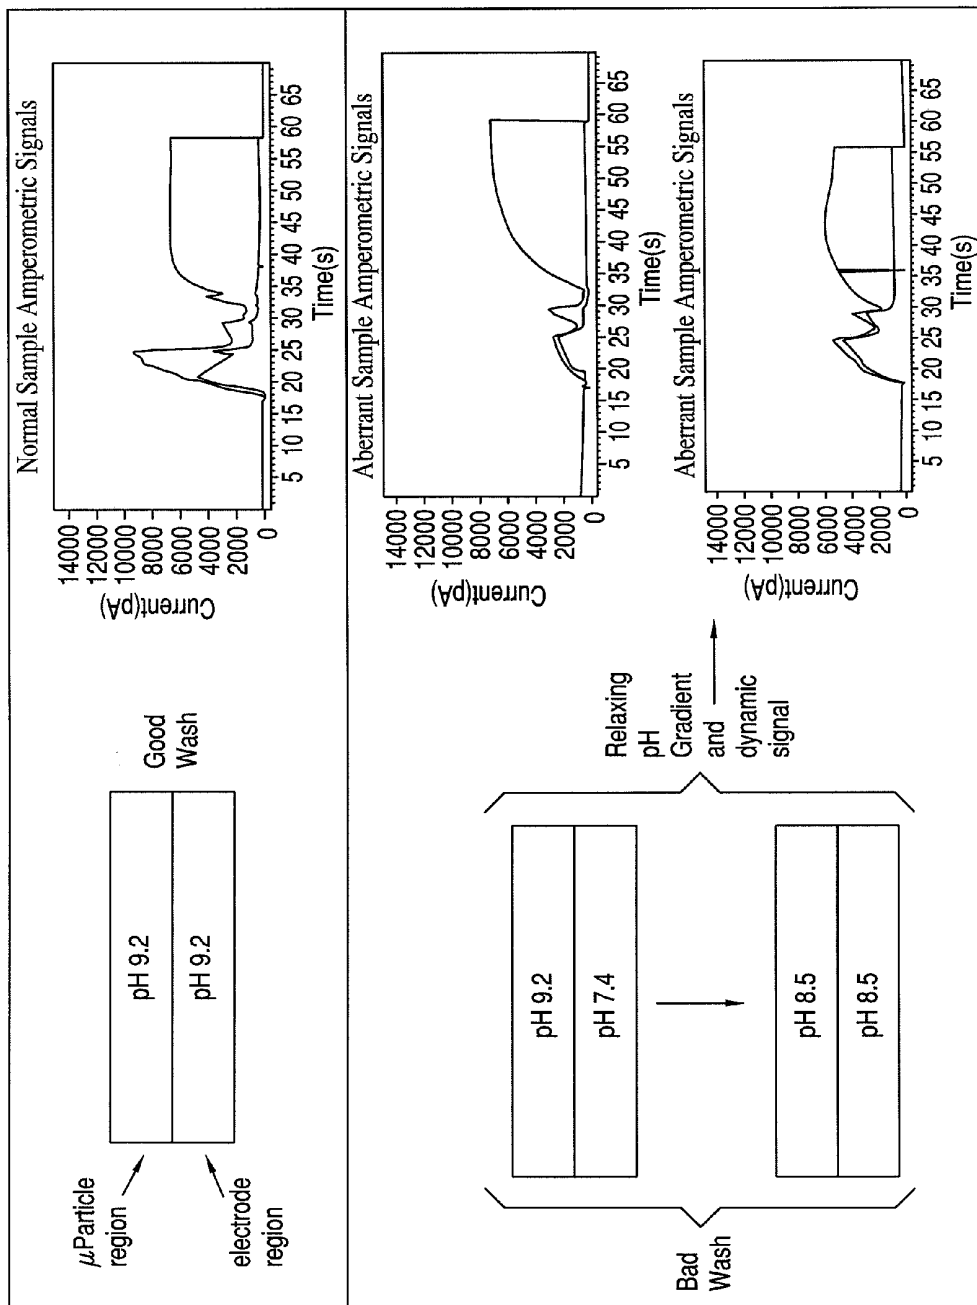 μParticle
region
electrode
region
pH 9.2
pH 9.2
Good
Wash
Normal Sample Amperometric Signals
Current(pA)
14000
12000
10000
8000
6000
4000
2000
0
5 10 15 20 25 30 35 40 45 50 55 60 65
Time(s)
Bad
Wash
pH 9.2
pH 7.4
pH 8.5
pH 8.5
Relaxing
pH
Gradient
and
dynamic
signal
Aberrant Sample Amperometric Signals
Current(pA)
14000
12000
10000
8000
6000
4000
2000
0
5 10 15 20 25 30 35 40 45 50 55 60 65
Time(s)
Aberrant Sample Amperometric Signals
Current(pA)
14000
12000
10000
8000
6000
4000
2000
0
5 10 15 20 25 30 35 40 45 50 55 60 65
Time(s)